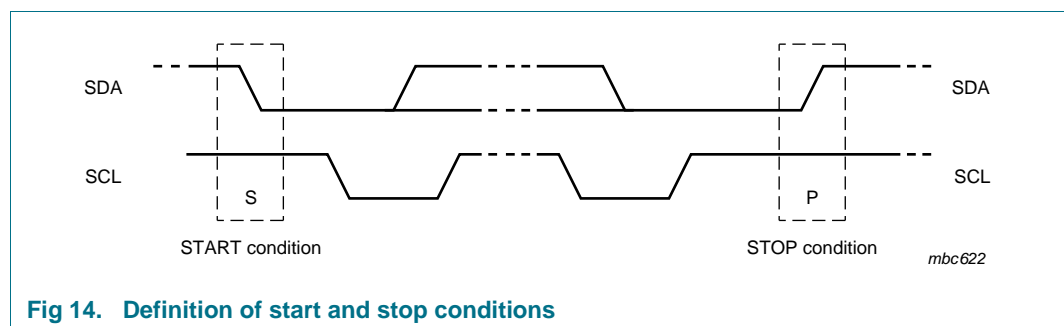 SDA
SDA
SCL
SCL
S
P
START condition
STOP condition
mbc622
Fig 14. Definition of start and stop conditions